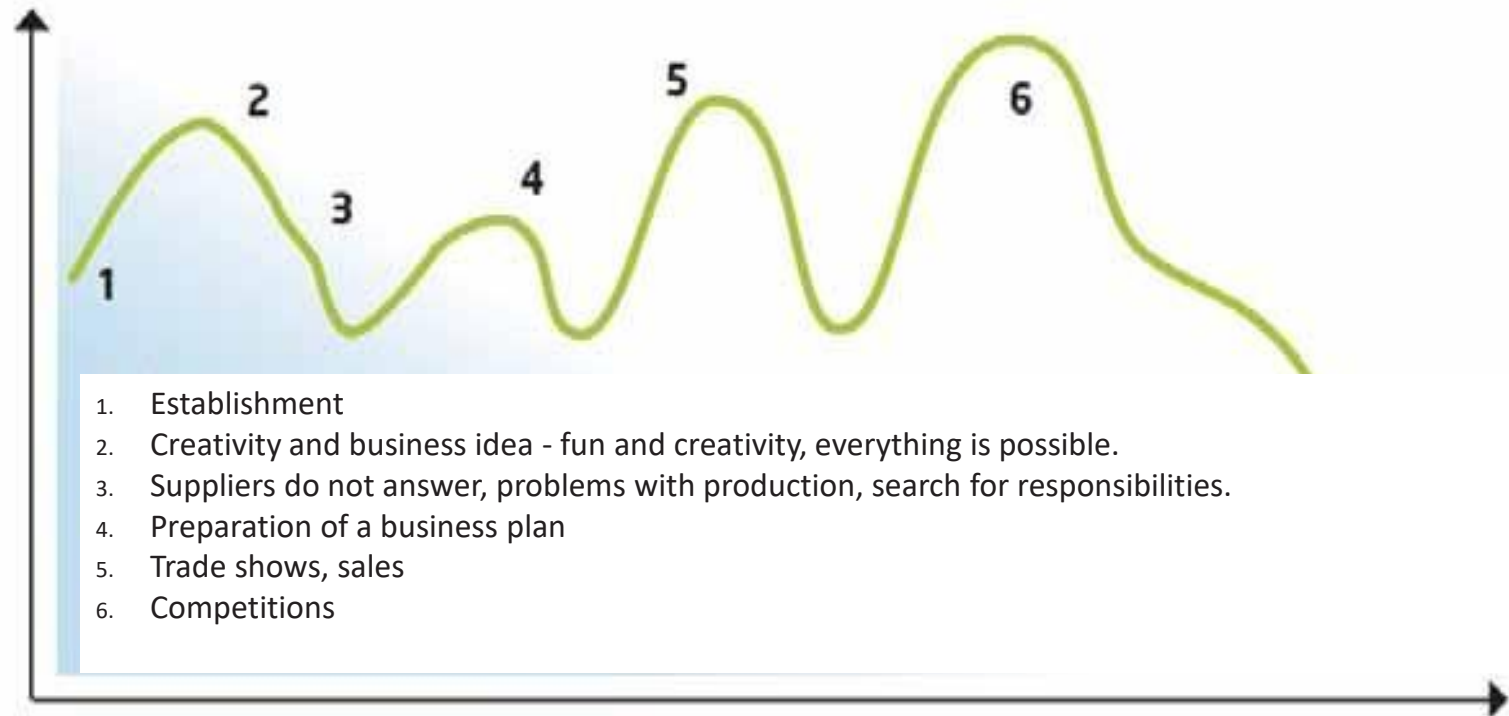 2
5
6
4
3
1
1. Establishment
2. Creativity and business idea - fun and creativity, everything is possible.
3. Suppliers do not answer, problems with production, search for responsibilities.
4. Preparation of a business plan
5. Trade shows, sales
6. Competitions